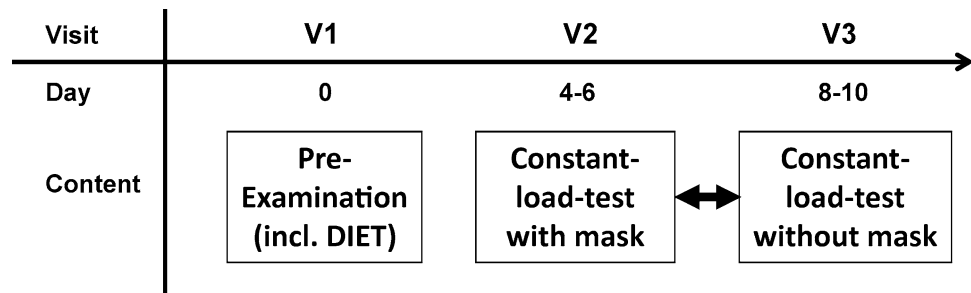 Visit V1 V2 V3
Day 0 4-6 8-10
Content
Pre-
Examination
(incl. DIET)
Constant-
load-test
with mask
Constant-
load-test
without mask